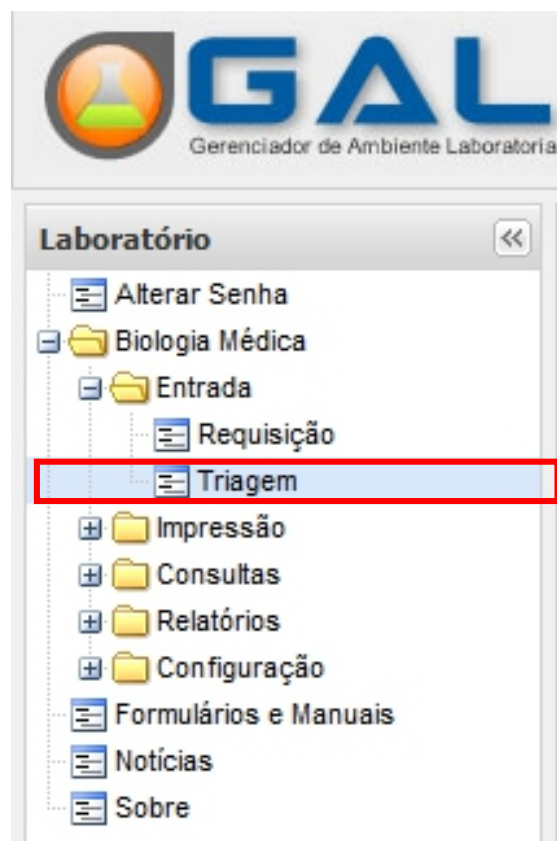 GAL
Gerenciador de Ambiente Laboratoria
Laboratório
Alterar Senha
Biologia Médica
Entrada
Requisição
Triagem
Impressão
Consultas
Relatórios
Configuração
Formulários e Manuais
Notícias
Sobre